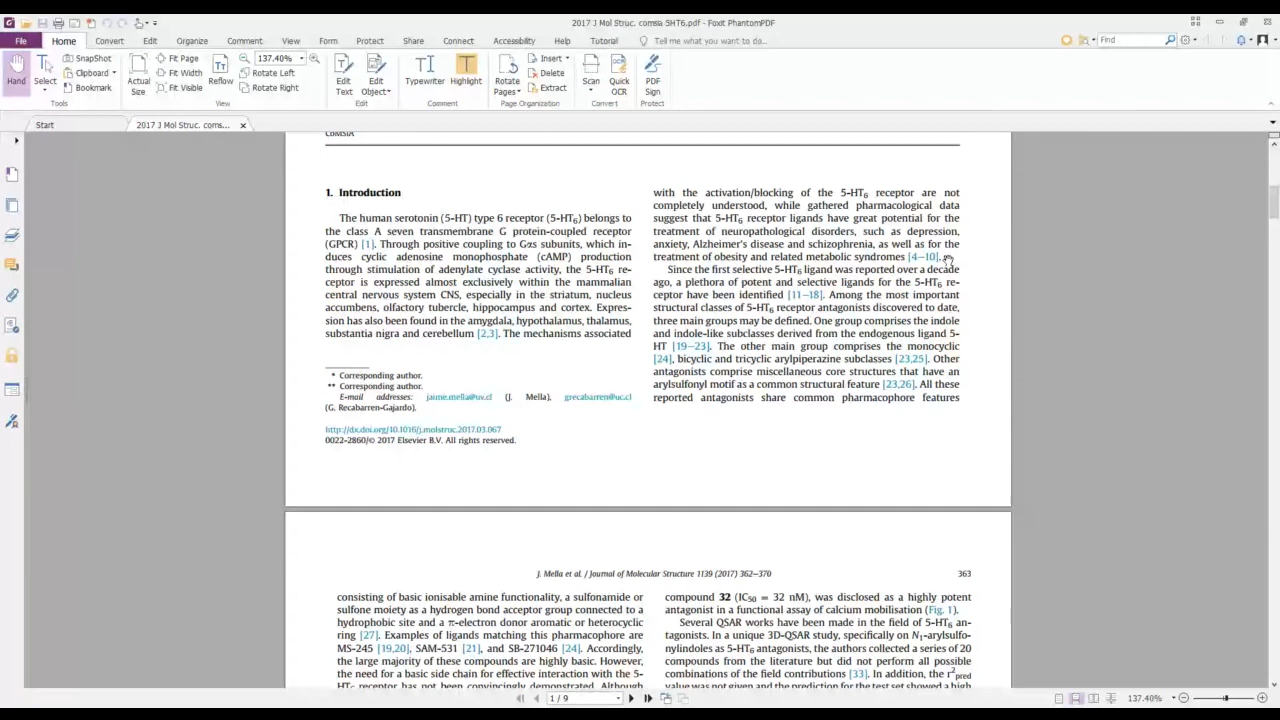 2017 J Mol Struc. comsia 5HT6.pdf - Foxit PhantomPDF
File Home Convert Edit Organize Comment View Form Protect Share Connect Accessibility Help Tutorial Tell me what you want to do... Find
Hand
Select
SnapShot
Clipboard
Bookmark
Tools
Actual Size
Fit Page
Fit Width
Fit Visible
Reflow
137.40%
Rotate Left
Rotate Right
View
Edit Text
Edit Object
Edit
Typewriter
Highlight
Comment
Rotate Pages
Insert
Delete
Extract
Page Organization
Scan
Quick OCR
Convert
PDF Sign
Protect
Start
2017 J Mol Struc. coms...
CoMSIA
1. Introduction
The human serotonin (5-HT) type 6 receptor (5-HT6) belongs to
the class A seven transmembrane G protein-coupled receptor
(GPCR) [1]. Through positive coupling to Gαs subunits, which in-
duces cyclic adenosine monophosphate (cAMP) production
through stimulation of adenylate cyclase activity, the 5-HT6 re-
ceptor is expressed almost exclusively within the mammalian
central nervous system CNS, especially in the striatum, nucleus
accumbens, olfactory tubercle, hippocampus and cortex. Expres-
sion has also been found in the amygdala, hypothalamus, thalamus,
substantia nigra and cerebellum [2,3]. The mechanisms associated
* Corresponding author.
** Corresponding author.
E-mail addresses: jaime.mella@uv.cl (J. Mella), grecabarren@uc.cl
(G. Recabarren-Gajardo).
http://dx.doi.org/10.1016/j.molstruc.2017.03.067
0022-2860/© 2017 Elsevier B.V. All rights reserved.
with the activation/blocking of the 5-HT6 receptor are not
completely understood, while gathered pharmacological data
suggest that 5-HT6 receptor ligands have great potential for the
treatment of neuropathological disorders, such as depression,
anxiety, Alzheimer's disease and schizophrenia, as well as for the
treatment of obesity and related metabolic syndromes [4–10].
Since the first selective 5-HT6 ligand was reported over a decade
ago, a plethora of potent and selective ligands for the 5-HT6 re-
ceptor have been identified [11–18]. Among the most important
structural classes of 5-HT6 receptor antagonists discovered to date,
three main groups may be defined. One group comprises the indole
and indole-like subclasses derived from the endogenous ligand 5-
HT [19–23]. The other main group comprises the monocyclic
[24], bicyclic and tricyclic arylpiperazine subclasses [23,25]. Other
antagonists comprise miscellaneous core structures that have an
arylsulfonyl motif as a common structural feature [23,26]. All these
reported antagonists share common pharmacophore features
J. Mella et al. / Journal of Molecular Structure 1139 (2017) 362–370 363
consisting of basic ionisable amine functionality, a sulfonamide or
sulfone moiety as a hydrogen bond acceptor group connected to a
hydrophobic site and a π-electron donor aromatic or heterocyclic
ring [27]. Examples of ligands matching this pharmacophore are
MS-245 [19,20], SAM-531 [21], and SB-271046 [24]. Accordingly,
the large majority of these compounds are highly basic. However,
the need for a basic side chain for effective interaction with the 5-
HT6 receptor has not been convincingly demonstrated. Although
compound 32 (IC50 = 32 nM), was disclosed as a highly potent
antagonist in a functional assay of calcium mobilisation (Fig. 1).
Several QSAR works have been made in the field of 5-HT6 an-
tagonists. In a unique 3D-QSAR study, specifically on N1-arylsulfo-
nylindoles as 5-HT6 antagonists, the authors collected a series of 20
compounds from the literature but did not perform all possible
combinations of the field contributions [33]. In addition, the r2pred
value was not given and the prediction for the test set showed a high
1 / 9
137.40%